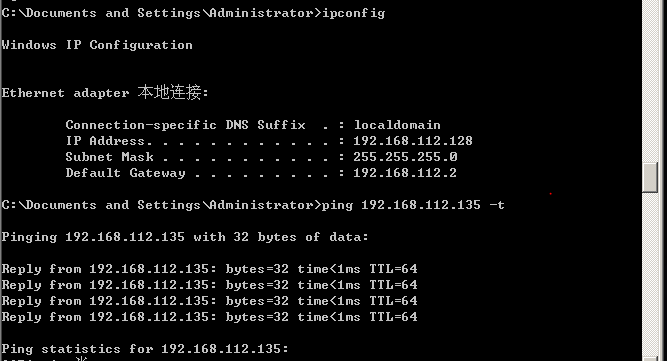 C:\Documents and Settings\Administrator>ipconfig
Windows IP Configuration
Ethernet adapter 本地连接:
Connection-specific DNS Suffix . : localdomain
IP Address. . . . . . . . . . . . : 192.168.112.128
Subnet Mask . . . . . . . . . . . : 255.255.255.0
Default Gateway . . . . . . . . . : 192.168.112.2
C:\Documents and Settings\Administrator>ping 192.168.112.135 -t
Pinging 192.168.112.135 with 32 bytes of data:
Reply from 192.168.112.135: bytes=32 time<1ms TTL=64
Reply from 192.168.112.135: bytes=32 time<1ms TTL=64
Reply from 192.168.112.135: bytes=32 time<1ms TTL=64
Reply from 192.168.112.135: bytes=32 time<1ms TTL=64
Ping statistics for 192.168.112.135: